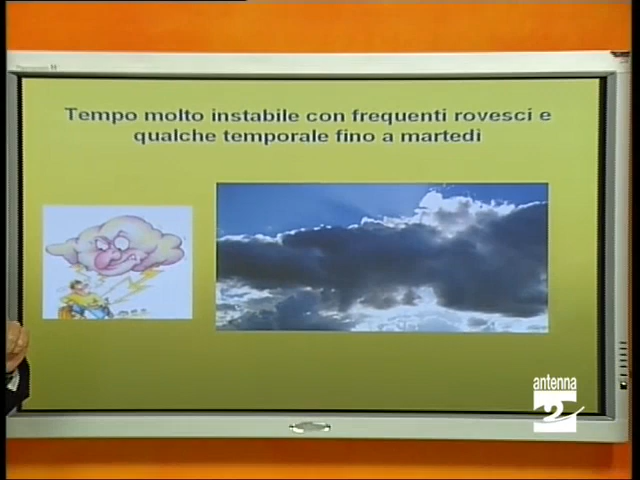 Tempo molto instabile con frequenti rovesci e
qualche temporale fino a martedì
antenna
2